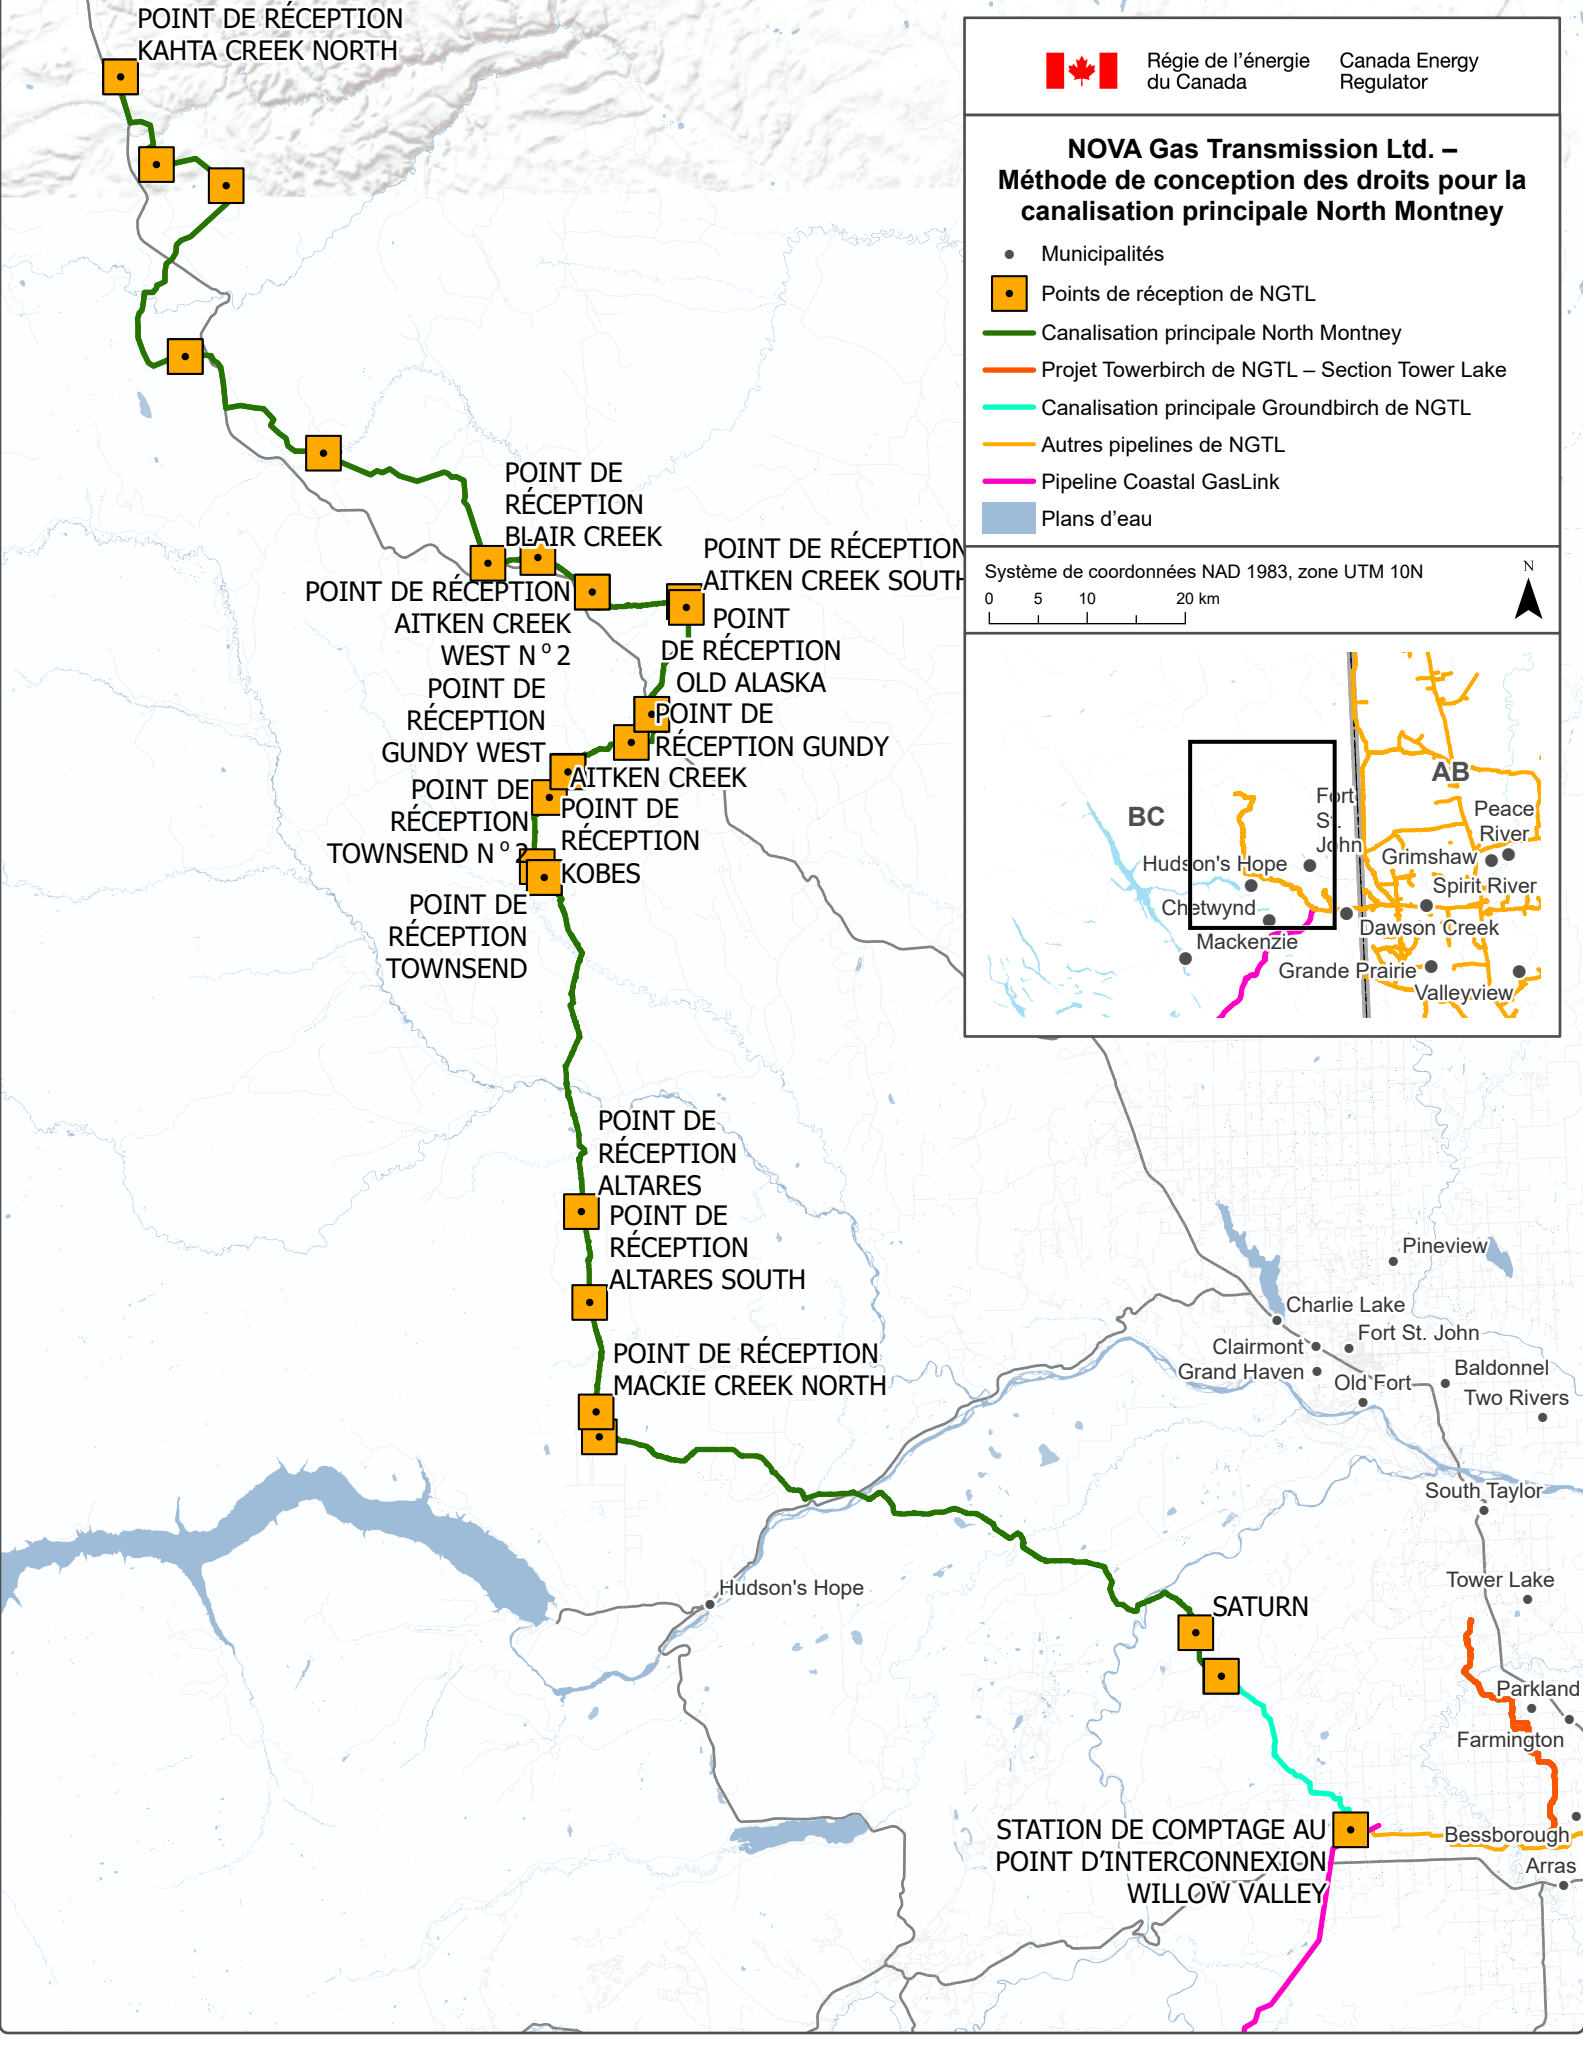 POINT DE RÉCEPTION
KAHTA CREEK NORTH
Régie de l'énergie
du Canada
Canada Energy
Regulator
NOVA Gas Transmission Ltd. –
Méthode de conception des droits pour la
canalisation principale North Montney
Municipalités
Points de réception de NGTL
Canalisation principale North Montney
Projet Towerbirch de NGTL – Section Tower Lake
Canalisation principale Groundbirch de NGTL
Autres pipelines de NGTL
Pipeline Coastal GasLink
Plans d'eau
Système de coordonnées NAD 1983, zone UTM 10N
0 5 10 20 km
N
BC
AB
Fort
St.
John
Peace
River
Hudson's Hope
Grimshaw
Spirit River
Chetwynd
Dawson Creek
Mackenzie
Grande Prairie
Valleyview
POINT DE
RÉCEPTION
BLAIR CREEK
POINT DE RÉCEPTION
AITKEN CREEK SOUTH
POINT DE RÉCEPTION
AITKEN CREEK
WEST N° 2
POINT
DE RÉCEPTION
OLD ALASKA
POINT DE
RÉCEPTION
GUNDY WEST
POINT DE
RÉCEPTION GUNDY
AITKEN CREEK
POINT DE
RÉCEPTION
TOWNSEND N° 2
POINT DE
RÉCEPTION
KOBES
POINT DE
RÉCEPTION
TOWNSEND
POINT DE
RÉCEPTION
ALTARES
POINT DE
RÉCEPTION
ALTARES SOUTH
POINT DE RÉCEPTION
MACKIE CREEK NORTH
Pineview
Charlie Lake
Fort St. John
Clairmont
Grand Haven
Baldonnel
Old Fort
Two Rivers
South Taylor
Tower Lake
Hudson's Hope
SATURN
Parkland
Farmington
STATION DE COMPTAGE AU
POINT D'INTERCONNEXION
WILLOW VALLEY
Bessborough
Arras